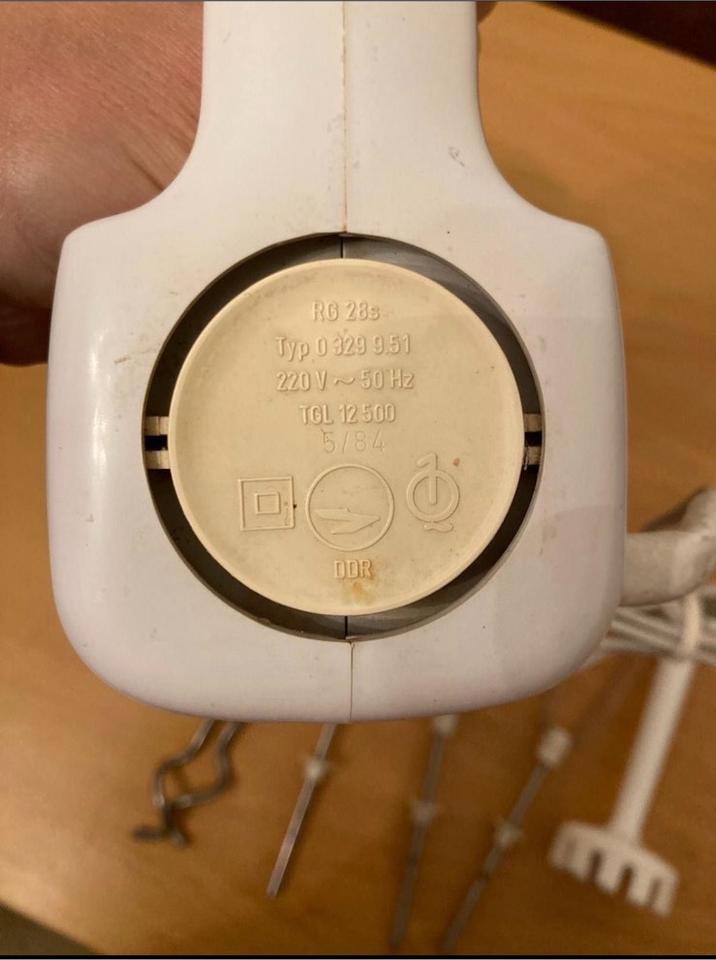 RG 28s
Typ 0 329 9.51
220 V ~ 50 Hz
TGL 12 500
5/84
DDR